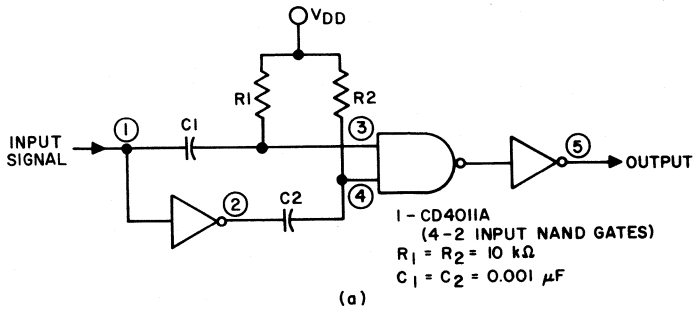 VDD
R1
R2
C1
1
3
5
INPUT
SIGNAL
OUTPUT
2
C2
4
1-CD4011A
(4-2 INPUT NAND GATES)
R1 = R2 = 10 kΩ
C1 = C2 = 0.001 μF
(a)